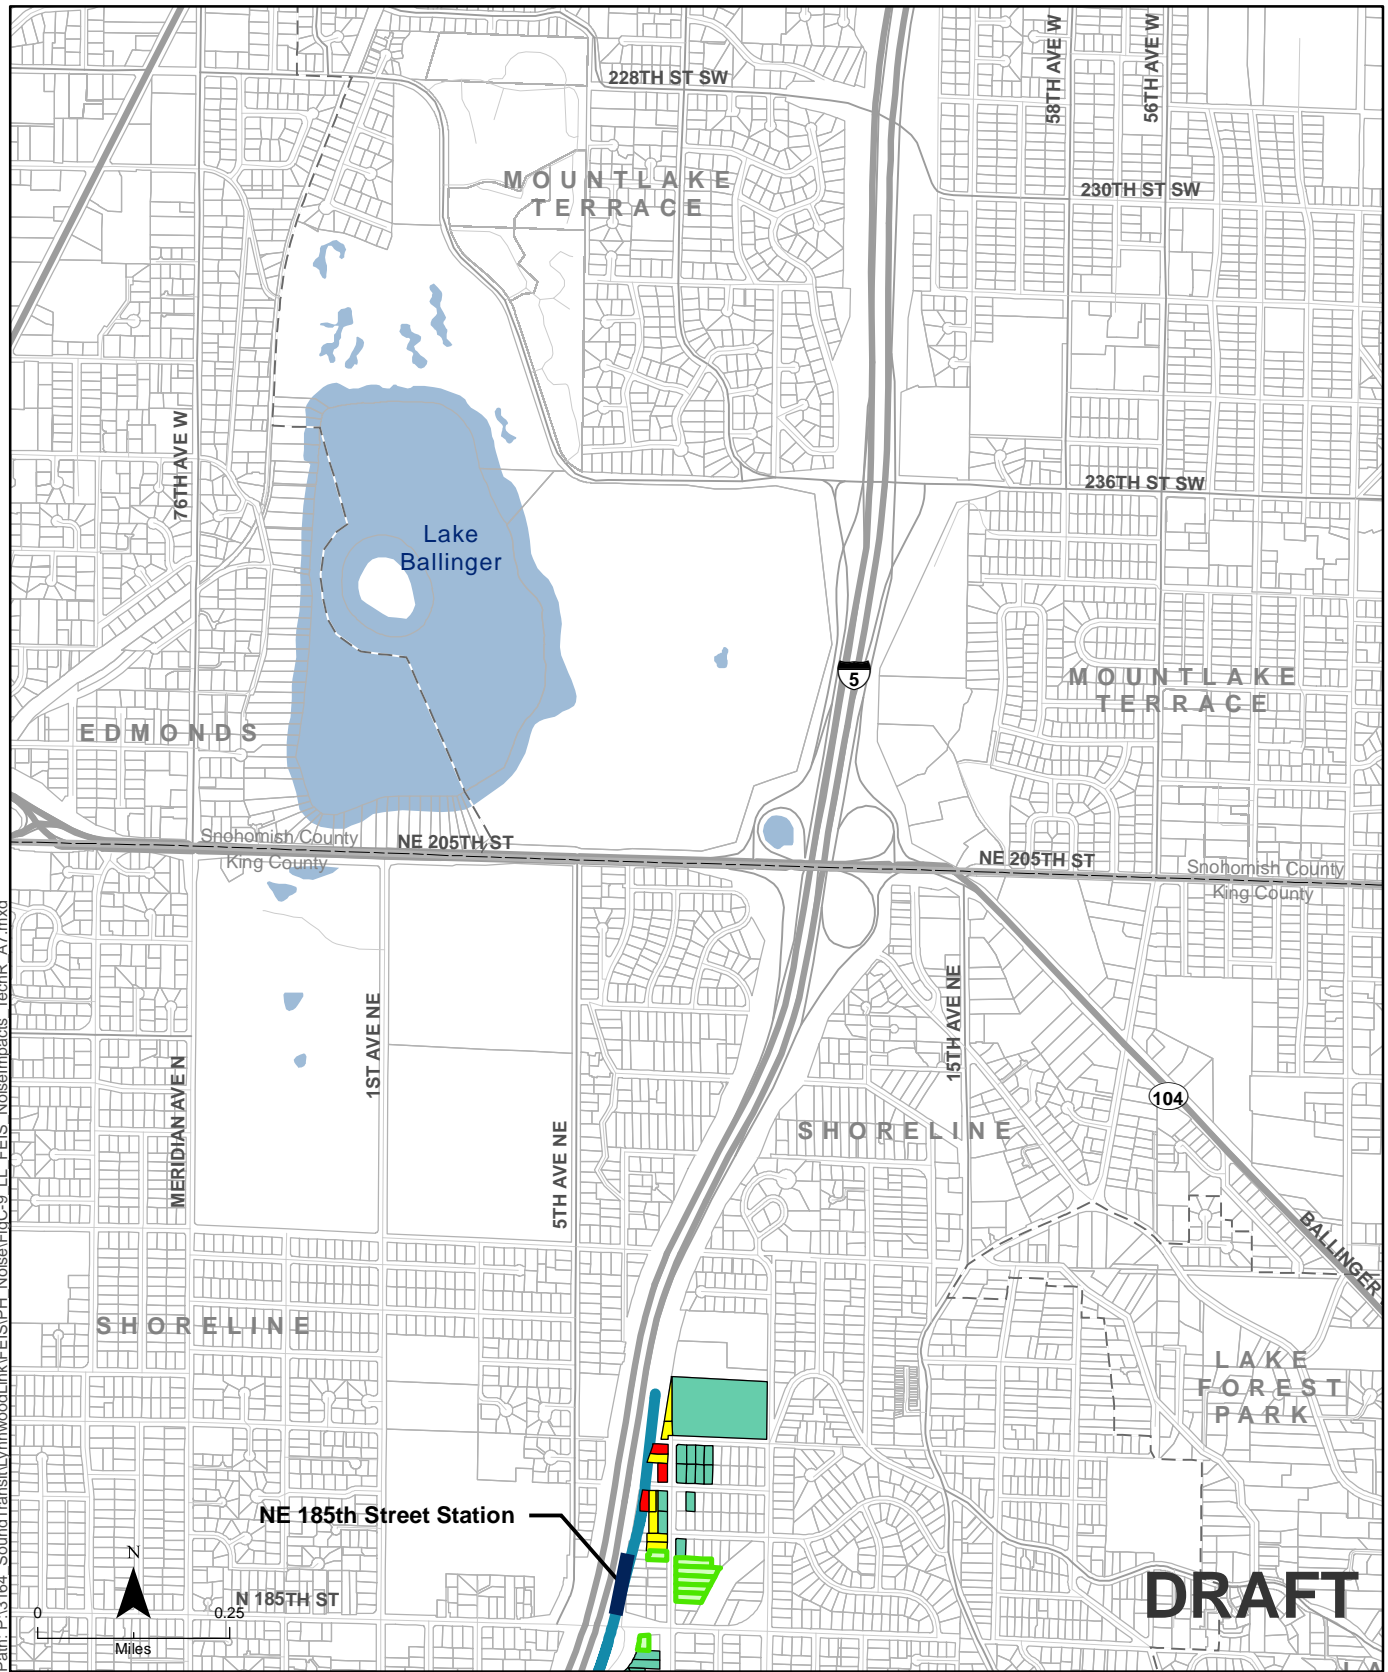 228TH ST SW
58TH AVE W
56TH AVE W
MOUNTLAKE
TERRACE
230TH ST SW
76TH AVE W
236TH ST SW
Lake
Ballinger
5
MOUNTLAKE
TERRACE
EDMONDS
Snohomish County
King County
NE 205TH ST
NE 205TH ST
Snohomish County
King County
1ST AVE NE
15TH AVE NE
MERIDIAN AVE N
104
5TH AVE NE
SHORELINE
BALLINGER
SHORELINE
LAKE
FOREST
PARK
NE 185th Street Station
N
N 185TH ST
0
0.25
Miles
DRAFT